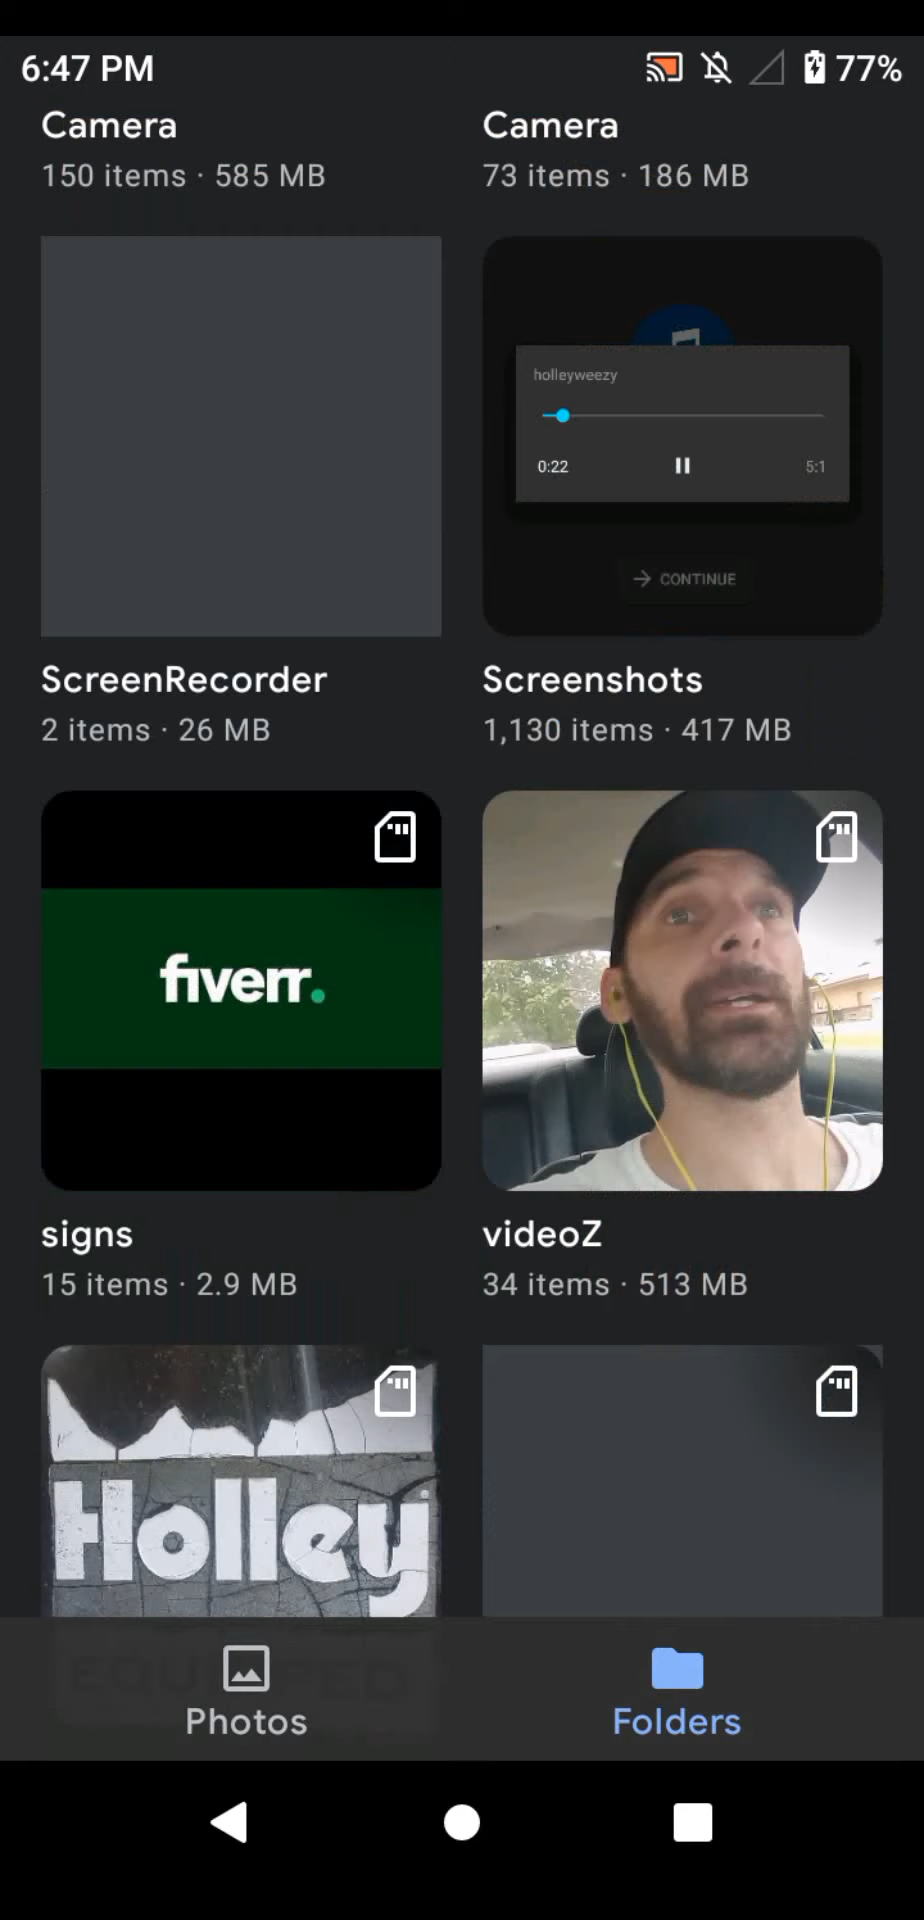 6:47 PM
77%
Camera
150 items · 585 MB
Camera
73 items · 186 MB
holleyweezy
0:22
5:1
CONTINUE
ScreenRecorder
2 items · 26 MB
Screenshots
1,130 items · 417 MB
fiverr.
signs
15 items · 2.9 MB
videoZ
34 items · 513 MB
Holley
EQUIPPED
Photos
Folders